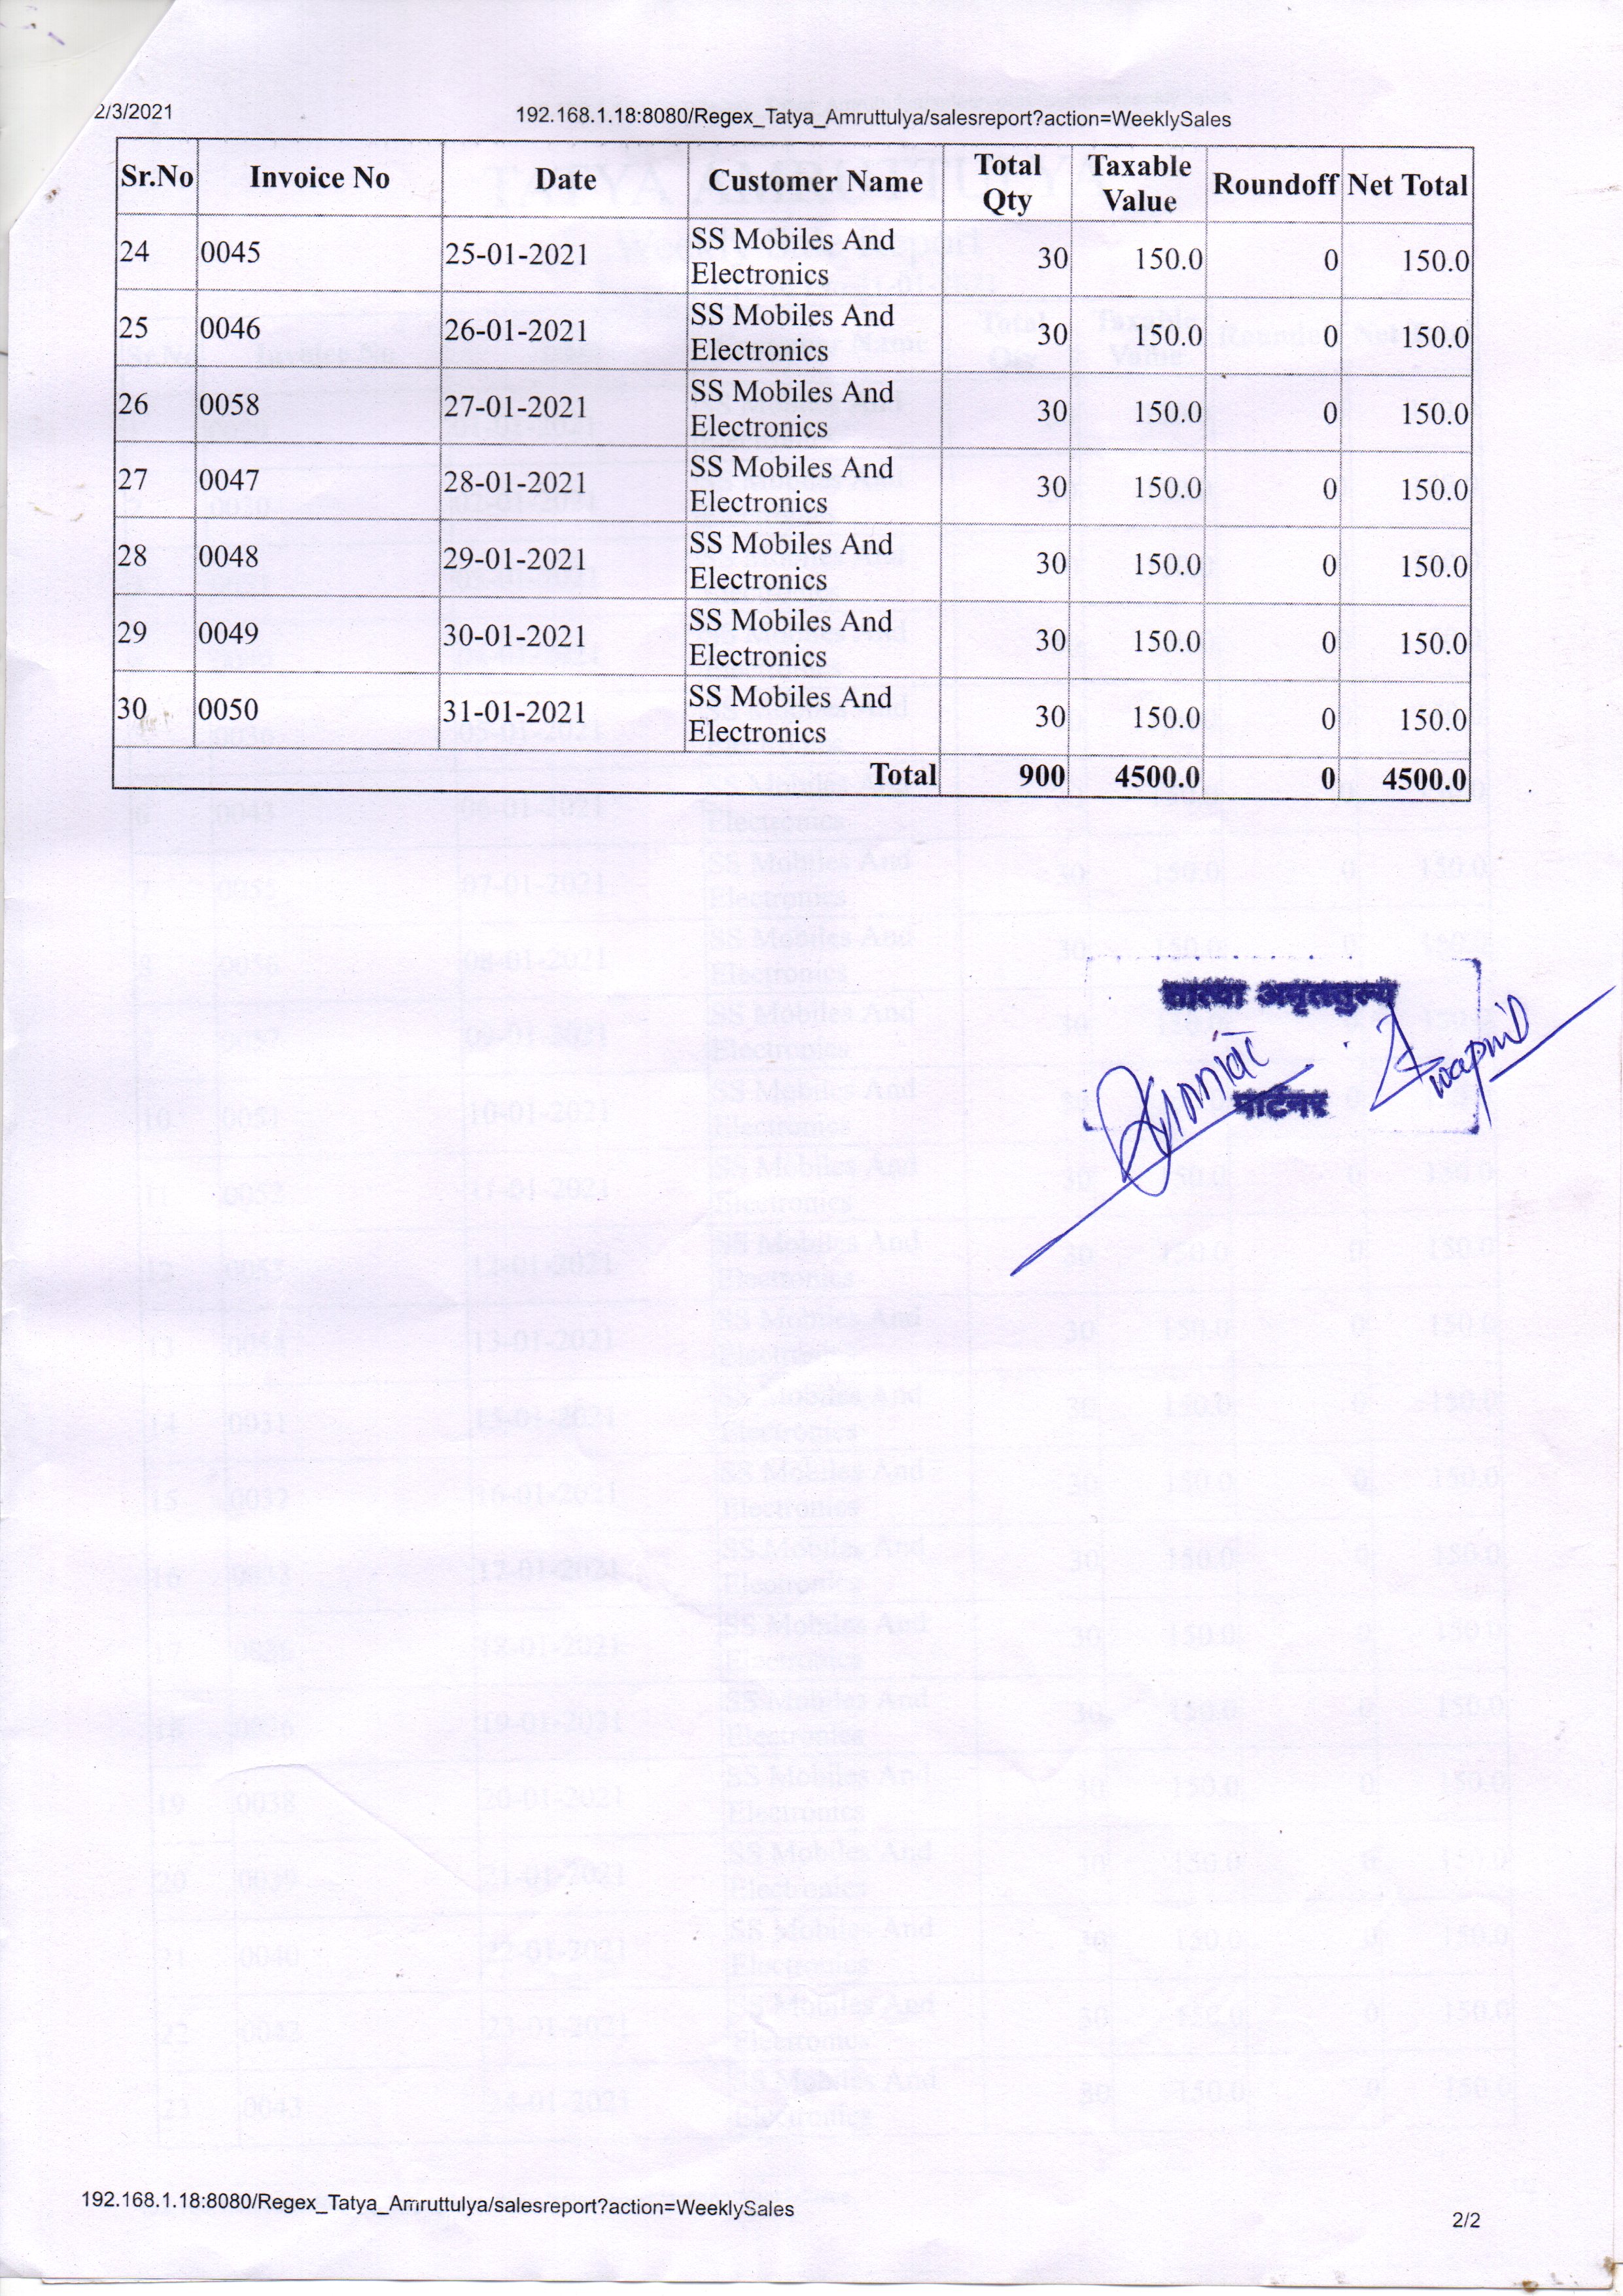 2/3/2021 192.168.1.18:8080/Regex_Tatya_Amruttulya/salesreport?action=WeeklySales
Sr.No Invoice No Date Customer Name Total Qty Taxable Value Roundoff Net Total
24 0045 25-01-2021 SS Mobiles And Electronics 30 150.0 0 150.0
25 0046 26-01-2021 SS Mobiles And Electronics 30 150.0 0 150.0
26 0058 27-01-2021 SS Mobiles And Electronics 30 150.0 0 150.0
27 0047 28-01-2021 SS Mobiles And Electronics 30 150.0 0 150.0
28 0048 29-01-2021 SS Mobiles And Electronics 30 150.0 0 150.0
29 0049 30-01-2021 SS Mobiles And Electronics 30 150.0 0 150.0
30 0050 31-01-2021 SS Mobiles And Electronics 30 150.0 0 150.0
Total 900 4500.0 0 4500.0
तात्या अमृततुल्य
Swapnil
पार्टनर
192.168.1.18:8080/Regex_Tatya_Amruttulya/salesreport?action=WeeklySales
2/2